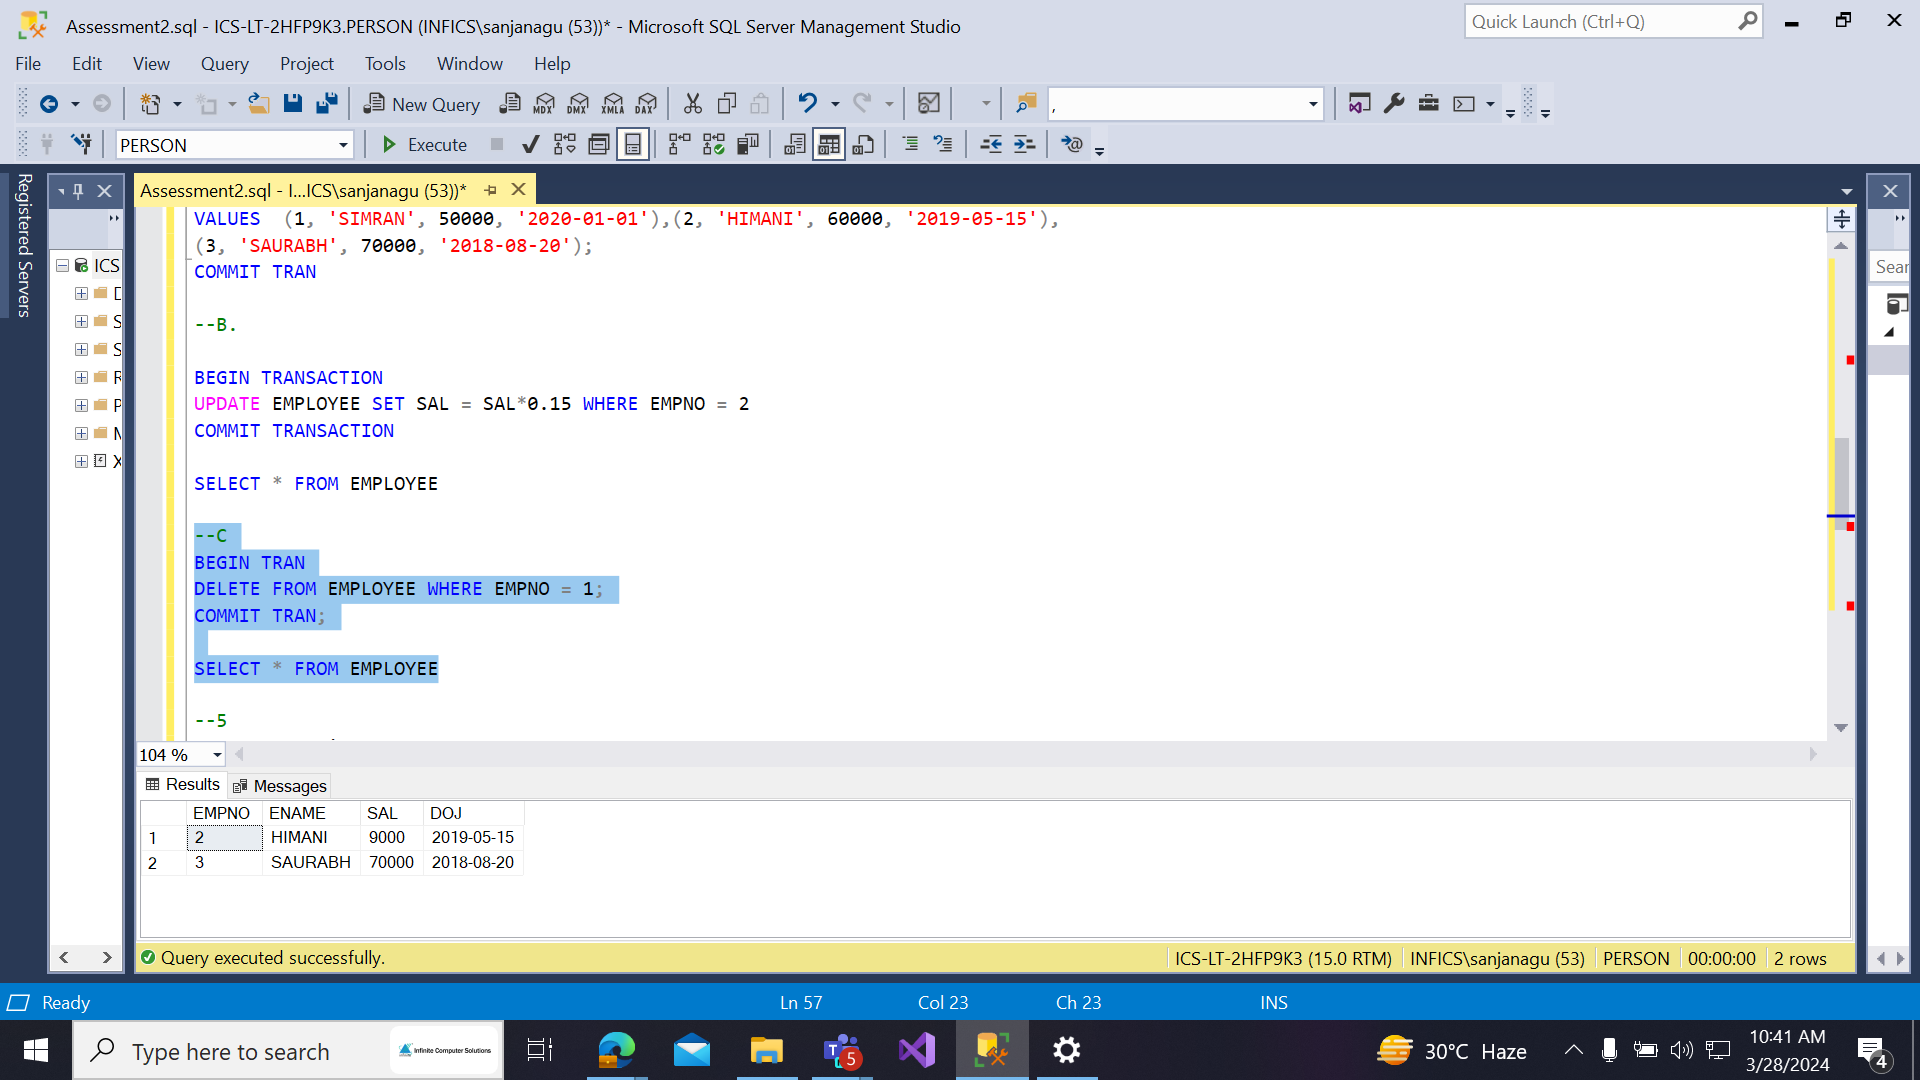 Assessment2.sql - ICS-LT-2HFP9K3.PERSON (INFICS\sanjanagu (53))* - Microsoft SQL Server Management Studio
Quick Launch (Ctrl+Q)
File Edit View Query Project Tools Window Help
New Query MDX DMX XMLA DAX ,
PERSON Execute
Registered Servers
Assessment2.sql - I...ICS\sanjanagu (53))*
VALUES  (1, 'SIMRAN', 50000, '2020-01-01'),(2, 'HIMANI', 60000, '2019-05-15'),
(3, 'SAURABH', 70000, '2018-08-20');
COMMIT TRAN
--B.
BEGIN TRANSACTION
UPDATE EMPLOYEE SET SAL = SAL*0.15 WHERE EMPNO = 2
COMMIT TRANSACTION
SELECT * FROM EMPLOYEE
--C
BEGIN TRAN
DELETE FROM EMPLOYEE WHERE EMPNO = 1;
COMMIT TRAN;
SELECT * FROM EMPLOYEE
--5
ICS
D
S
S
R
P
M
X
Sear
104 %
Results Messages
EMPNO ENAME SAL DOJ
1 2 HIMANI 9000 2019-05-15
2 3 SAURABH 70000 2018-08-20
Query executed successfully. ICS-LT-2HFP9K3 (15.0 RTM) INFICS\sanjanagu (53) PERSON 00:00:00 2 rows
Ready Ln 57 Col 23 Ch 23 INS
Type here to search Infinite Computer Solutions 5 30°C Haze 10:41 AM
3/28/2024 4